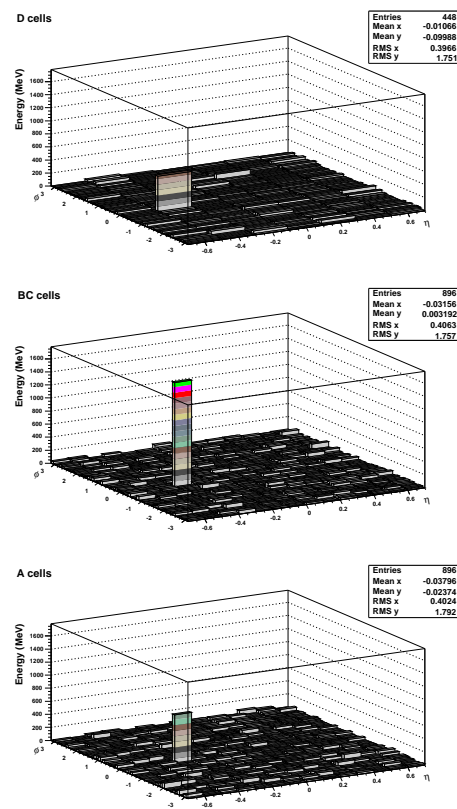 D cells
Entries 448
Mean x -0.01066
Mean y -0.09988
RMS x 0.3966
RMS y 1.751
Energy (MeV)
1600
1400
1200
1000
800
600
400
200
0
φ 3
2
1
0
-1
-2
-3
-0.6
-0.4
-0.2
0
0.2
0.4
0.6
η
BC cells
Entries 896
Mean x -0.03156
Mean y 0.003192
RMS x 0.4063
RMS y 1.757
Energy (MeV)
1600
1400
1200
1000
800
600
400
200
0
φ 3
2
1
0
-1
-2
-3
-0.6
-0.4
-0.2
0
0.2
0.4
0.6
η
A cells
Entries 896
Mean x -0.03796
Mean y -0.02374
RMS x 0.4024
RMS y 1.792
Energy (MeV)
1600
1400
1200
1000
800
600
400
200
0
φ 3
2
1
0
-1
-2
-3
-0.6
-0.4
-0.2
0
0.2
0.4
0.6
η